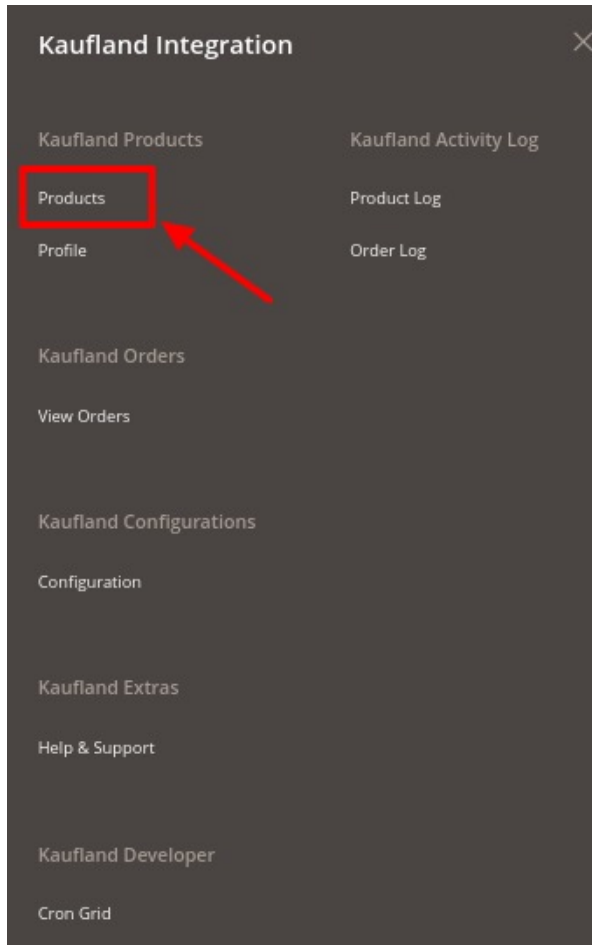 Kaufland Integration
Kaufland Products
Products
Profile
Kaufland Activity Log
Product Log
Order Log
Kaufland Orders
View Orders
Kaufland Configurations
Configuration
Kaufland Extras
Help & Support
Kaufland Developer
Cron Grid